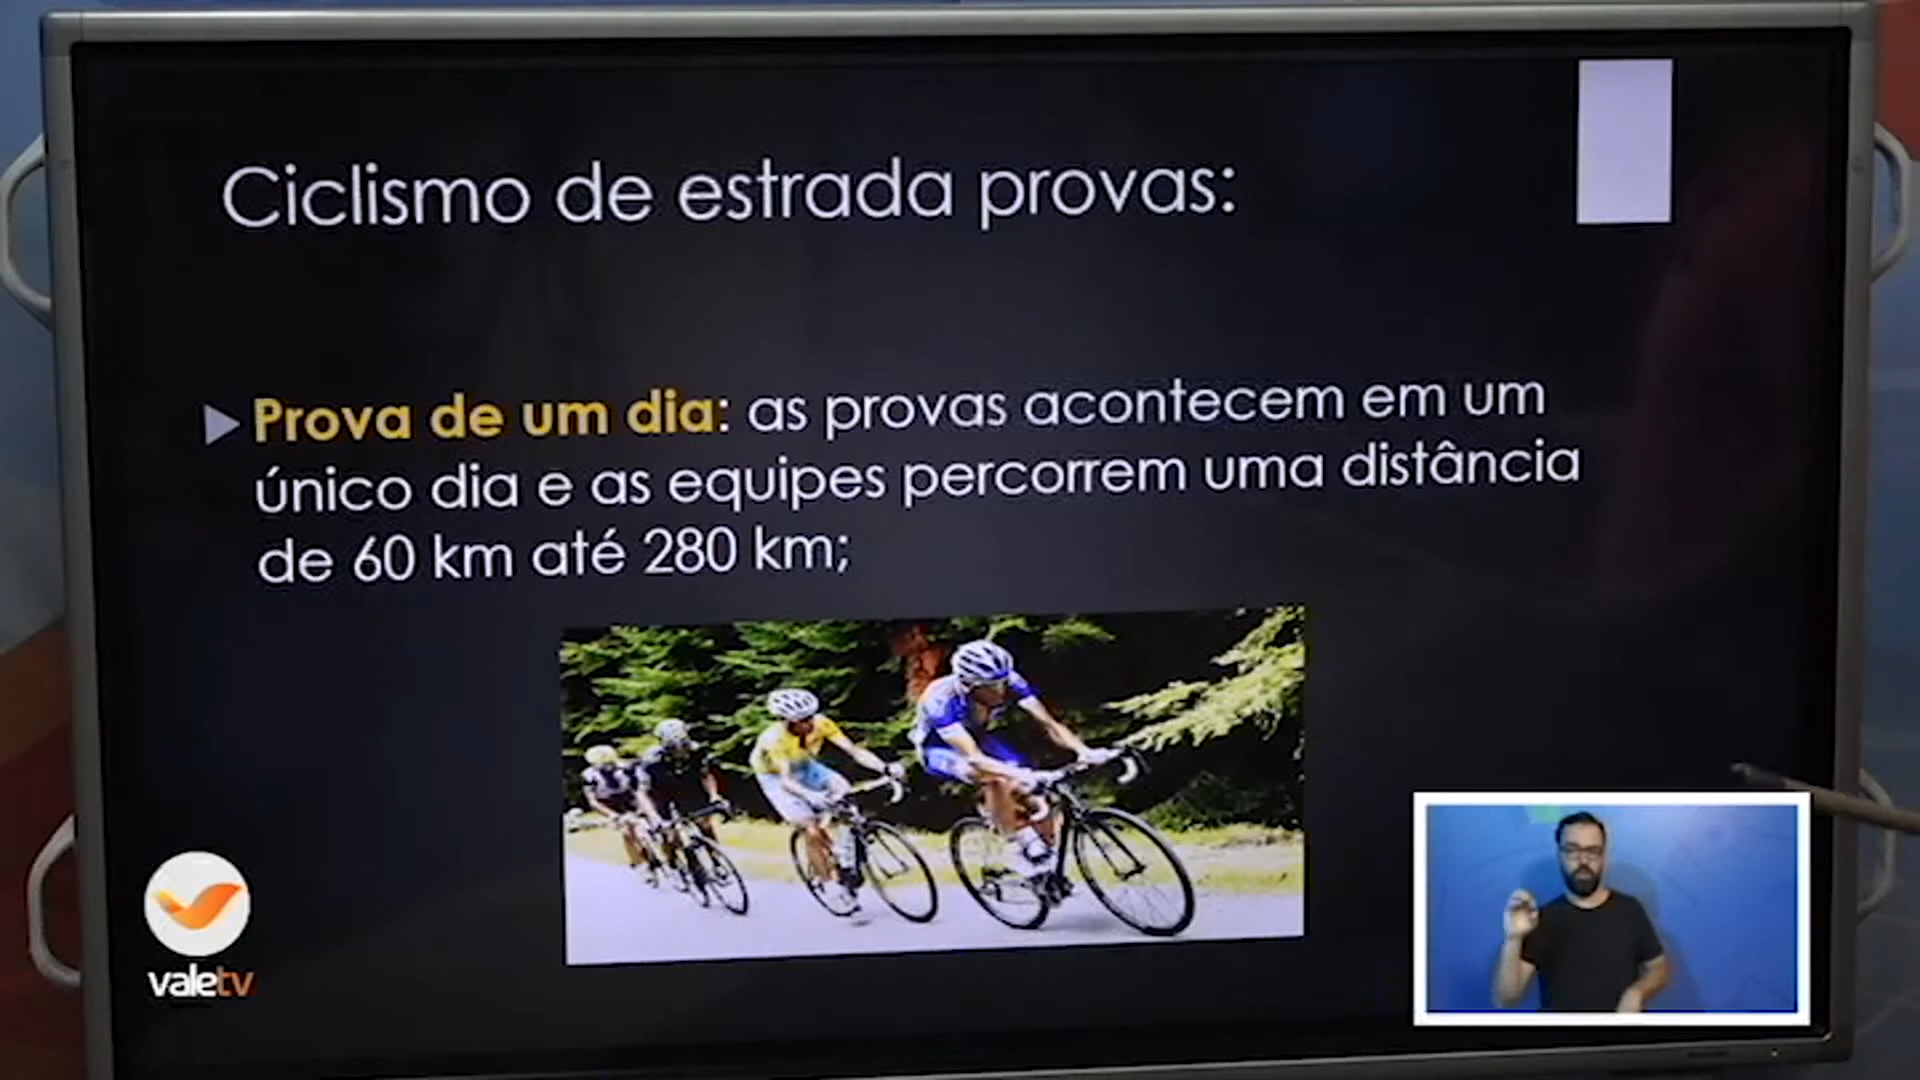 Ciclismo de estrada provas:
Prova de um dia: as provas acontecem em um
único dia e as equipes percorrem uma distância
de 60 km até 280 km;
valetv